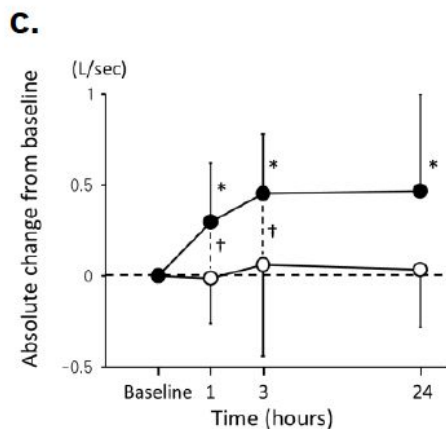 C.
(L/sec)
Absolute change from baseline
1
*
*
*
0.5
†
†
0
−0.5
Baseline 1 3 24
Time (hours)